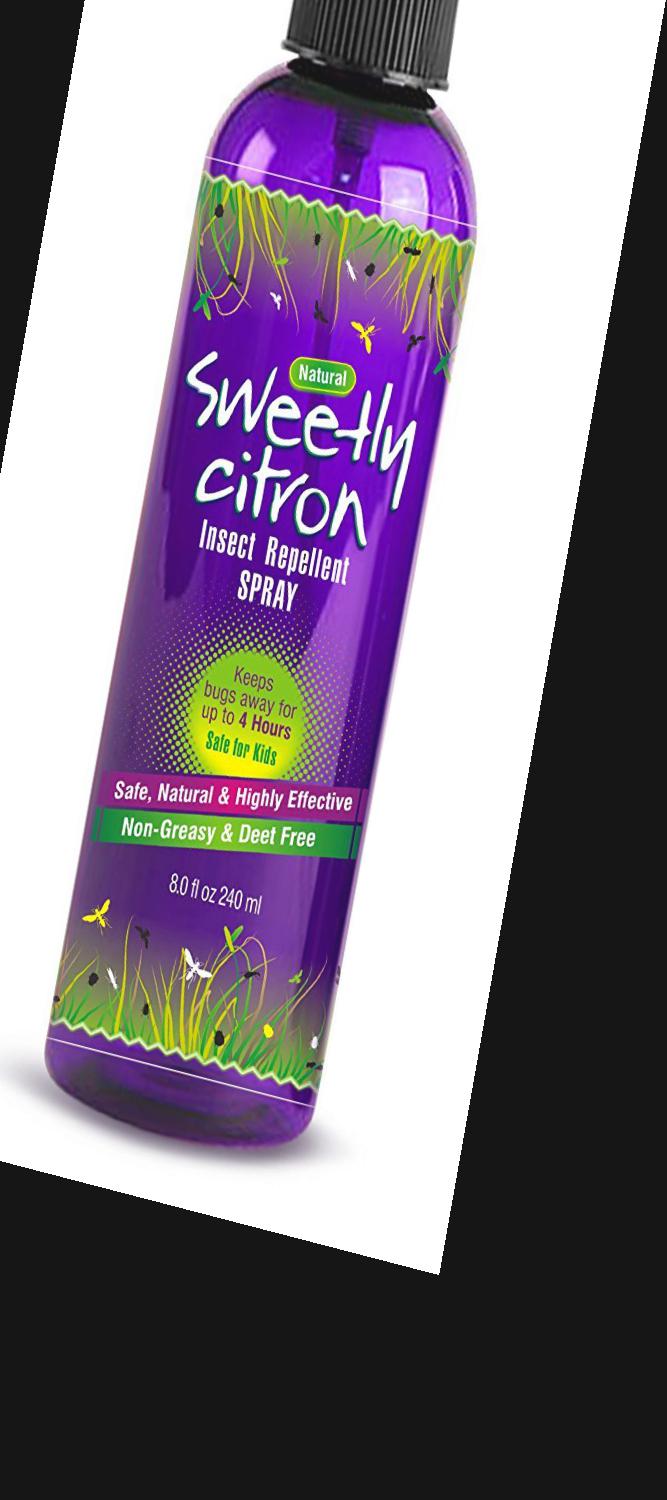 Natural
sweetly
citron
Insect Repellent
SPRAY
Keeps
bugs away for
up to 4 Hours
Safe for Kids
Safe, Natural & Highly Effective
Non-Greasy & Deet Free
8.0 fl oz 240 ml